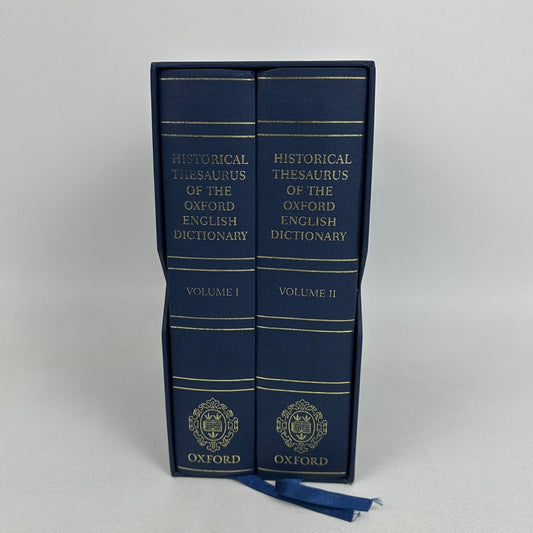 HISTORICAL
THESAURUS
OF THE
OXFORD
ENGLISH
DICTIONARY
VOLUME I
OXFORD
HISTORICAL
THESAURUS
OF THE
OXFORD
ENGLISH
DICTIONARY
VOLUME II
OXFORD